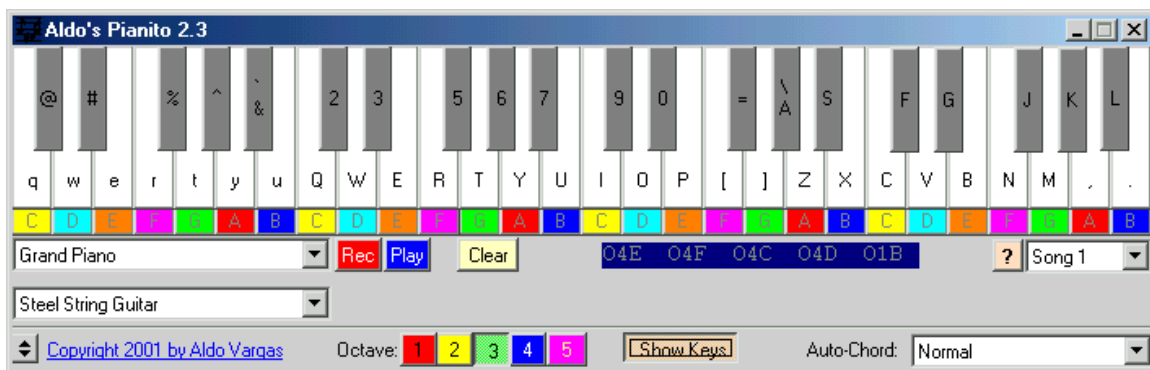 Aldo's Pianito 2.3
@ # % ^ ` & 2 3 5 6 7 9 0 = \ A S F G J K L
q w e r t y u Q W E R T Y U I O P [ ] Z X C V B N M , .
C D E F G A B C D E F G A B C D E F G A B C D E F G A B
Grand Piano Rec Play Clear O4E O4F O4C O4D O1B ? Song 1
Steel String Guitar
Copyright 2001 by Aldo Vargas Octave: 1 2 3 4 5 Show Keys Auto-Chord: Normal